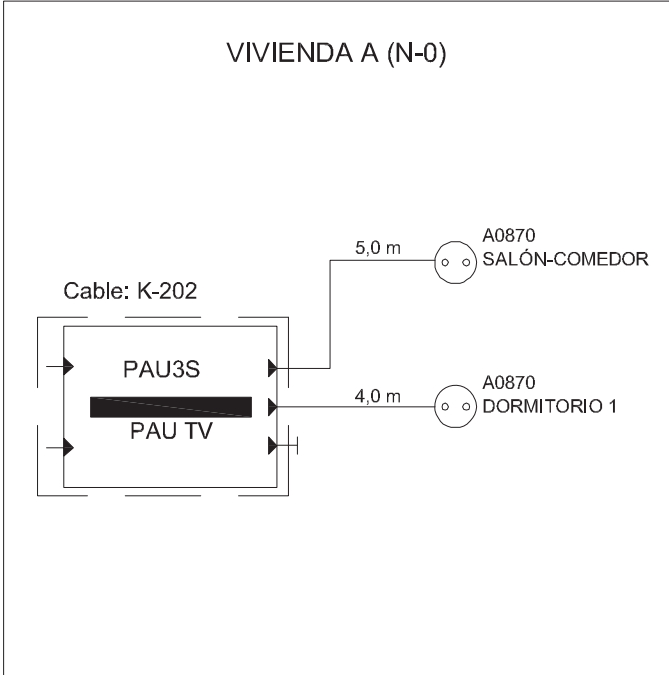 VIVIENDA A (N-0)
5,0 m
A0870
SALÓN-COMEDOR
Cable: K-202
PAU3S
4,0 m
A0870
DORMITORIO 1
PAU TV